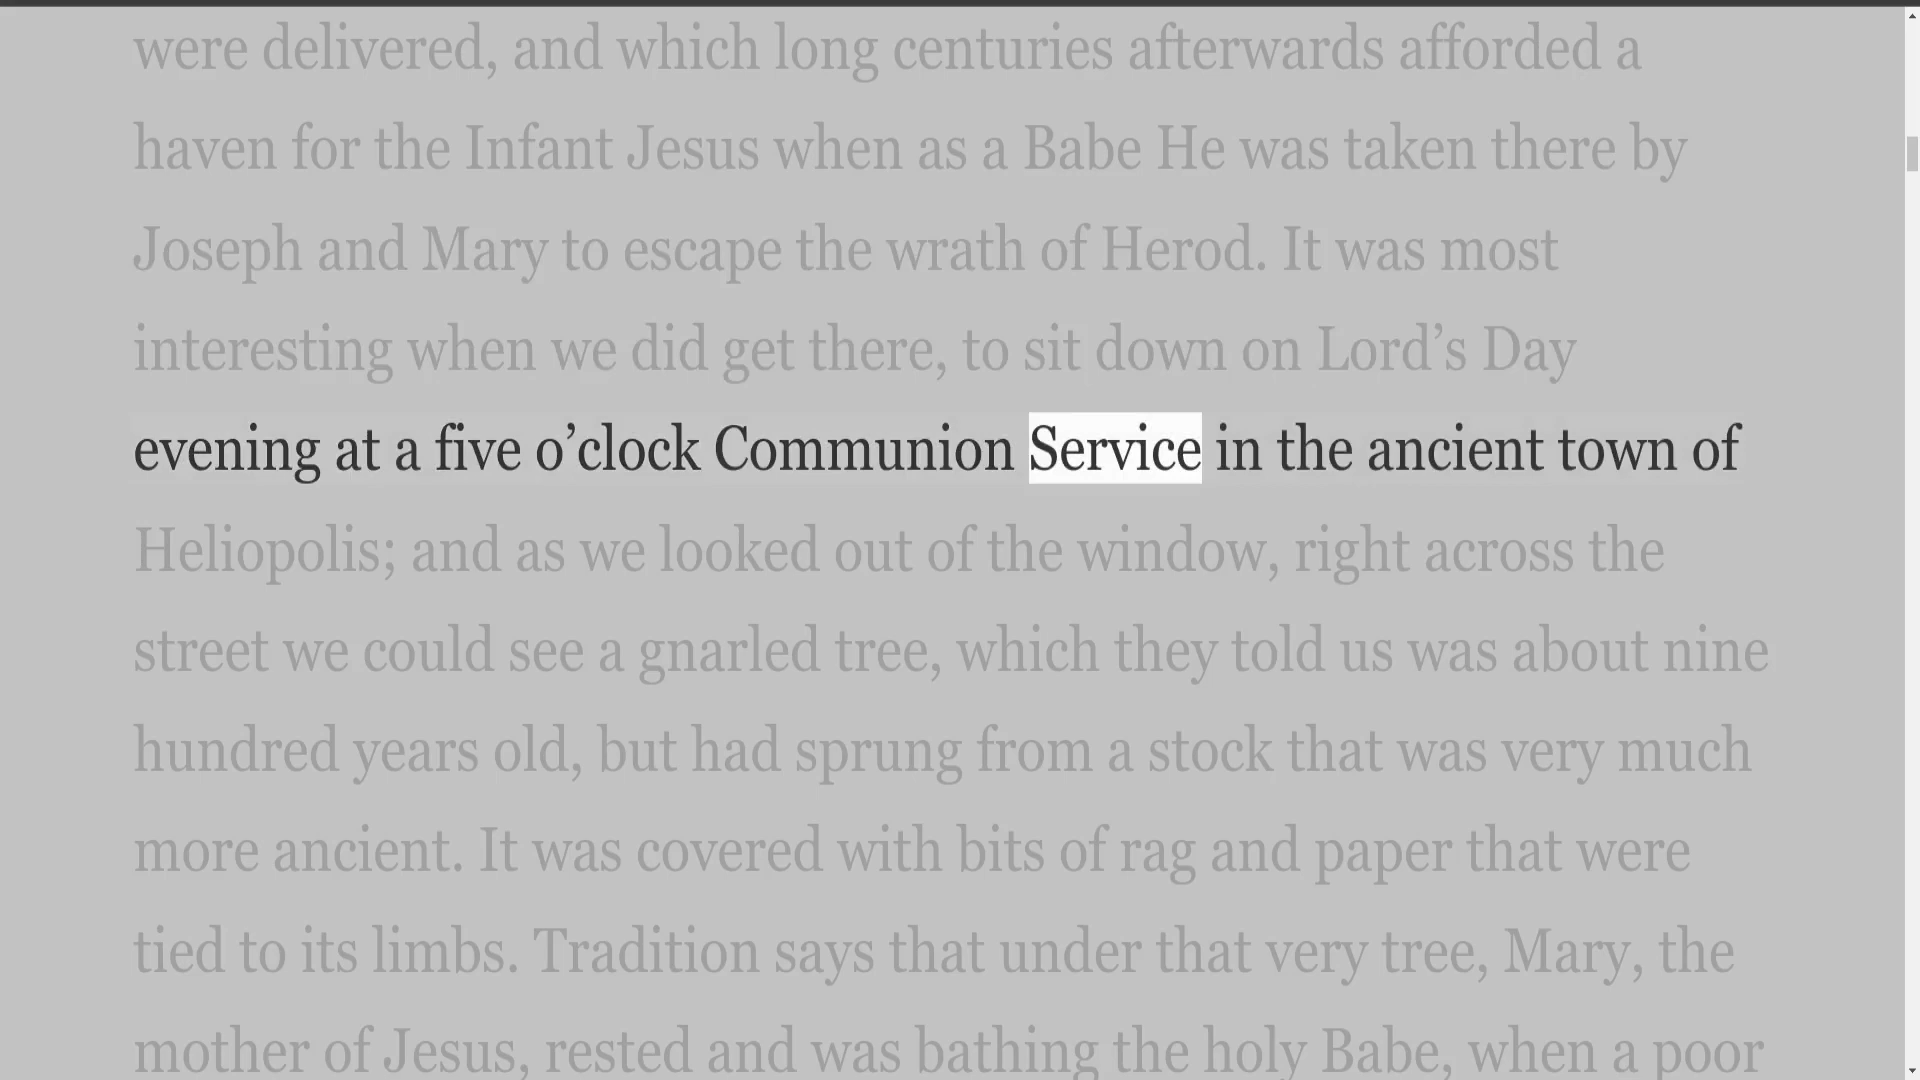 were delivered, and which long centuries afterwards afforded a
haven for the Infant Jesus when as a Babe He was taken there by
Joseph and Mary to escape the wrath of Herod. It was most
interesting when we did get there, to sit down on Lord’s Day
evening at a five o’clock Communion Service in the ancient town of
Heliopolis; and as we looked out of the window, right across the
street we could see a gnarled tree, which they told us was about nine
hundred years old, but had sprung from a stock that was very much
more ancient. It was covered with bits of rag and paper that were
tied to its limbs. Tradition says that under that very tree, Mary, the
mother of Jesus, rested and was bathing the holy Babe, when a poor